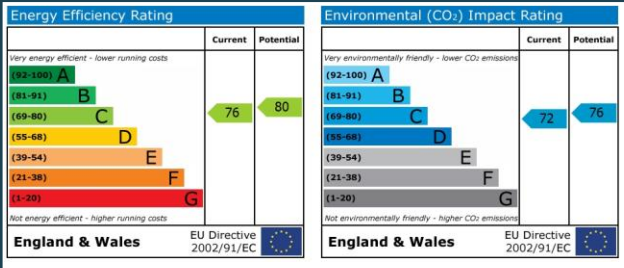 Energy Efficiency Rating
Current Potential
Very energy efficient - lower running costs
(92-100) A
(81-91) B
(69-80) C
76 80
(55-68) D
(39-54) E
(21-38) F
(1-20) G
Not energy efficient - higher running costs
England & Wales
EU Directive
2002/91/EC
Environmental (CO₂) Impact Rating
Current Potential
Very environmentally friendly - lower CO₂ emissions
(92-100) A
(81-91) B
(69-80) C
72 76
(55-68) D
(39-54) E
(21-38) F
(1-20) G
Not environmentally friendly - higher CO₂ emissions
England & Wales
EU Directive
2002/91/EC